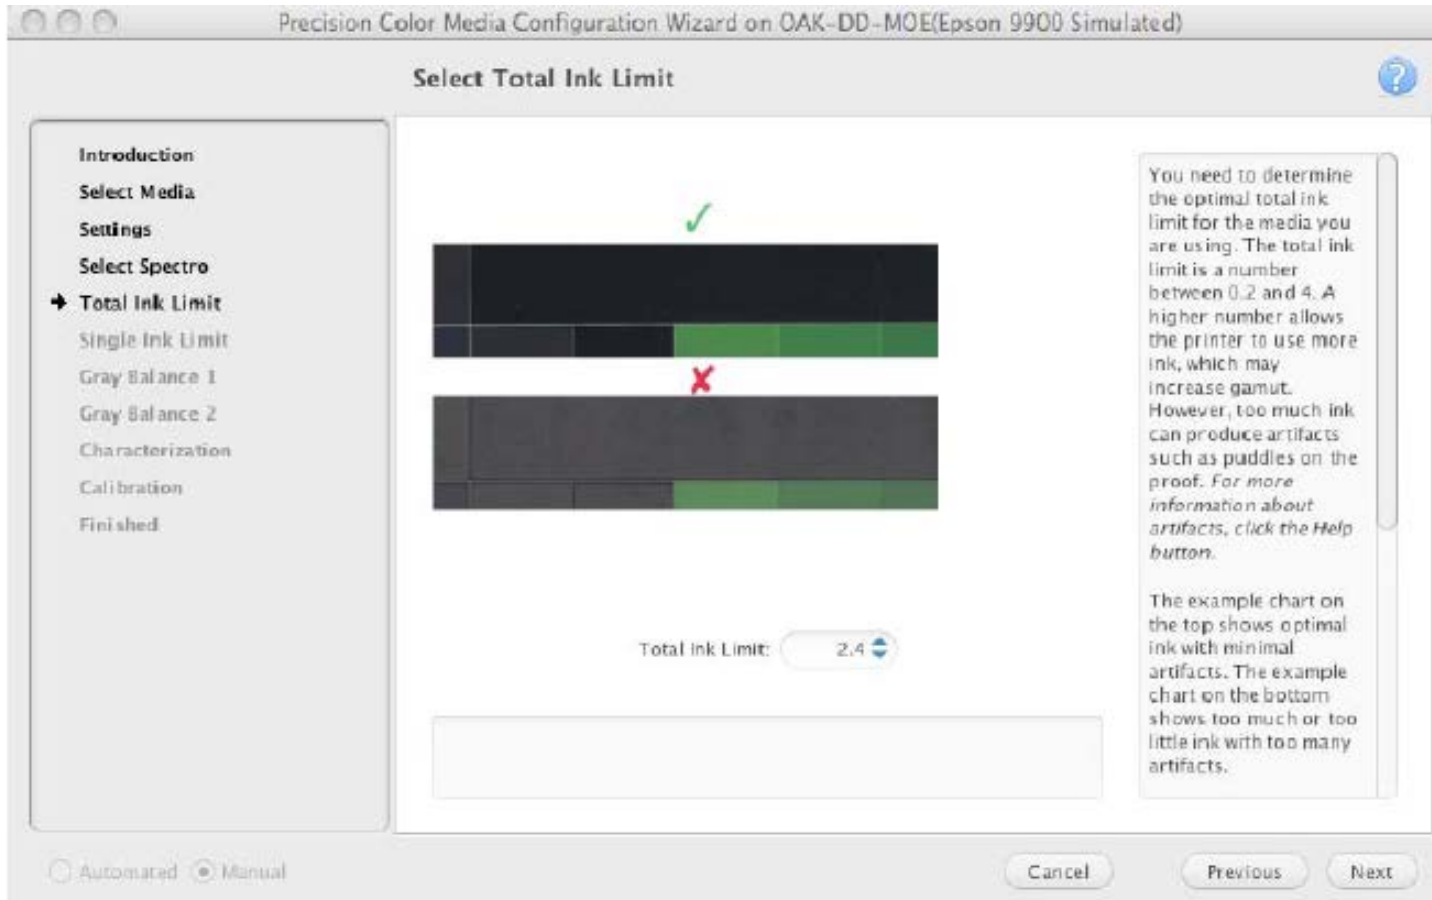 Precision Color Media Configuration Wizard on OAK-DD-MOE(Epson 9900 Simulated)
Select Total Ink Limit
?
Introduction
Select Media
Settings
Select Spectro
Total Ink Limit
Single Ink Limit
Gray Balance 1
Gray Balance 2
Characterization
Calibration
Finished
Total Ink Limit: 2.4
You need to determine
the optimal total ink
limit for the media you
are using. The total ink
limit is a number
between 0.2 and 4. A
higher number allows
the printer to use more
ink, which may
increase gamut.
However, too much ink
can produce artifacts
such as puddles on the
proof. For more
information about
artifacts, click the Help
button.
The example chart on
the top shows optimal
ink with minimal
artifacts. The example
chart on the bottom
shows too much or too
little ink with too many
artifacts.
Automated Manual
Cancel Previous Next